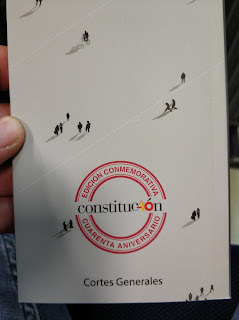 EDICIÓN CONMEMORATIVA
constitución
CUARENTA ANIVERSARIO
Cortes Generales